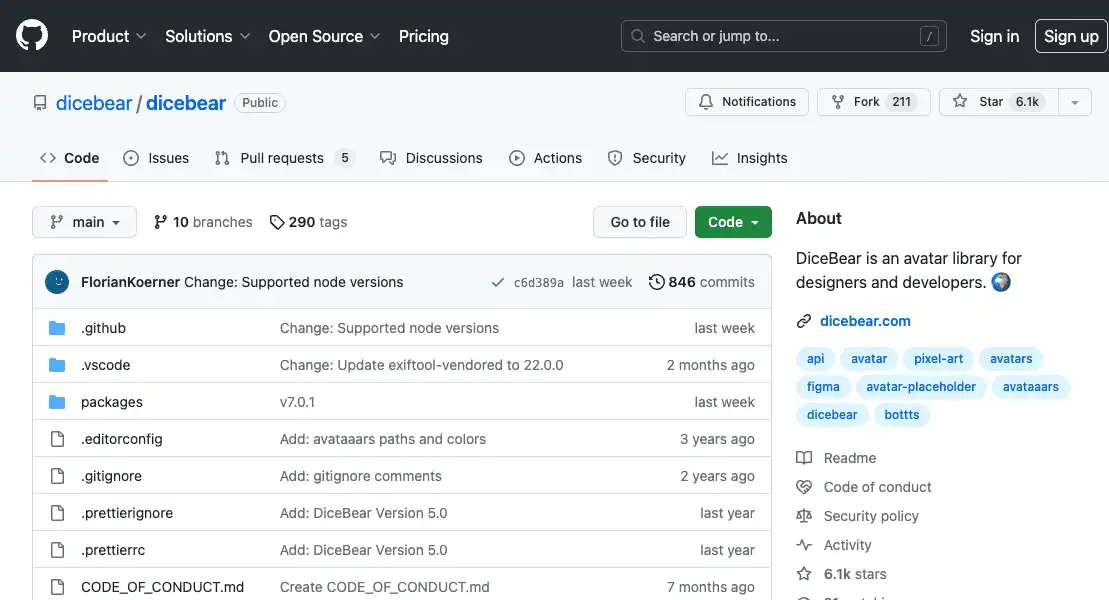 Product Solutions Open Source Pricing Search or jump to... / Sign in Sign up
dicebear / dicebear Public Notifications Fork 211 Star 6.1k
Code Issues Pull requests 5 Discussions Actions Security Insights
main 10 branches 290 tags Go to file Code
FlorianKoerner Change: Supported node versions c6d389a last week 846 commits
.github Change: Supported node versions last week
.vscode Change: Update exiftool-vendored to 22.0.0 2 months ago
packages v7.0.1 last week
.editorconfig Add: avataaars paths and colors 3 years ago
.gitignore Add: gitignore comments 2 years ago
.prettierignore Add: DiceBear Version 5.0 last year
.prettierrc Add: DiceBear Version 5.0 last year
CODE_OF_CONDUCT.md Create CODE_OF_CONDUCT.md 7 months ago
About
DiceBear is an avatar library for
designers and developers. 🌍
dicebear.com
api avatar pixel-art avatars
figma avatar-placeholder avataaars
dicebear bottts
Readme
Code of conduct
Security policy
Activity
6.1k stars